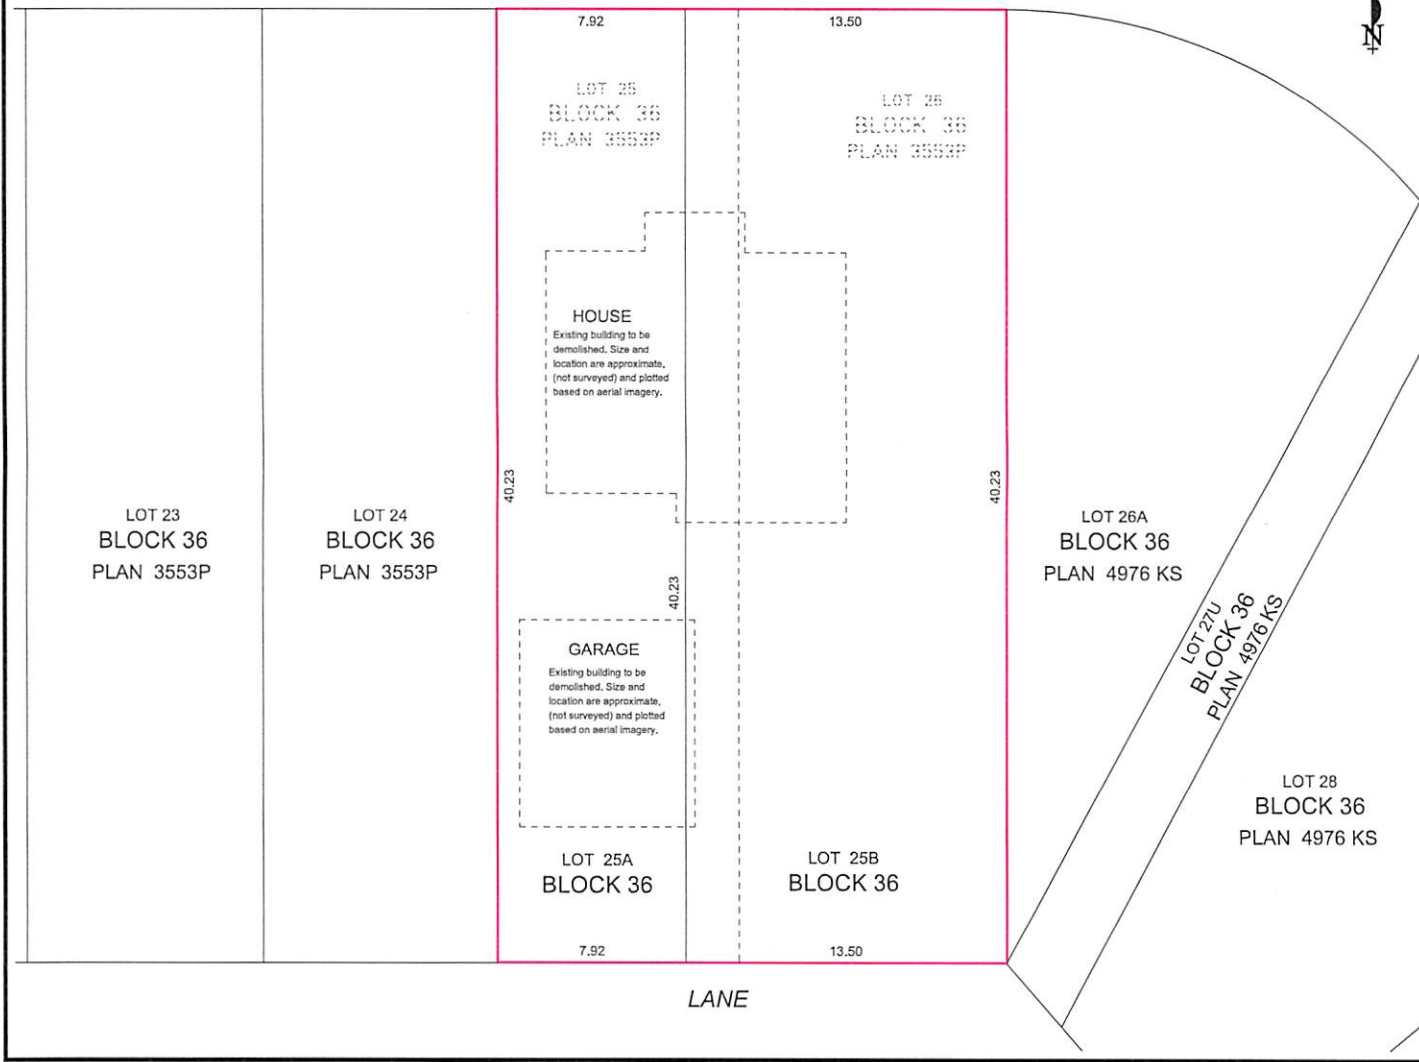 7.92
13.50
N
LOT 25
BLOCK 36
PLAN 3553P
LOT 26
BLOCK 36
PLAN 3553P
HOUSE
Existing building to be
demolished. Size and
location are approximate,
(not surveyed) and plotted
based on aerial imagery.
40.23
40.23
LOT 23
BLOCK 36
PLAN 3553P
LOT 24
BLOCK 36
PLAN 3553P
LOT 26A
BLOCK 36
PLAN 4976 KS
40.23
LOT 27U
BLOCK 36
PLAN 4976 KS
GARAGE
Existing building to be
demolished. Size and
location are approximate,
(not surveyed) and plotted
based on aerial imagery.
LOT 28
BLOCK 36
PLAN 4976 KS
LOT 25A
BLOCK 36
LOT 25B
BLOCK 36
7.92
13.50
LANE